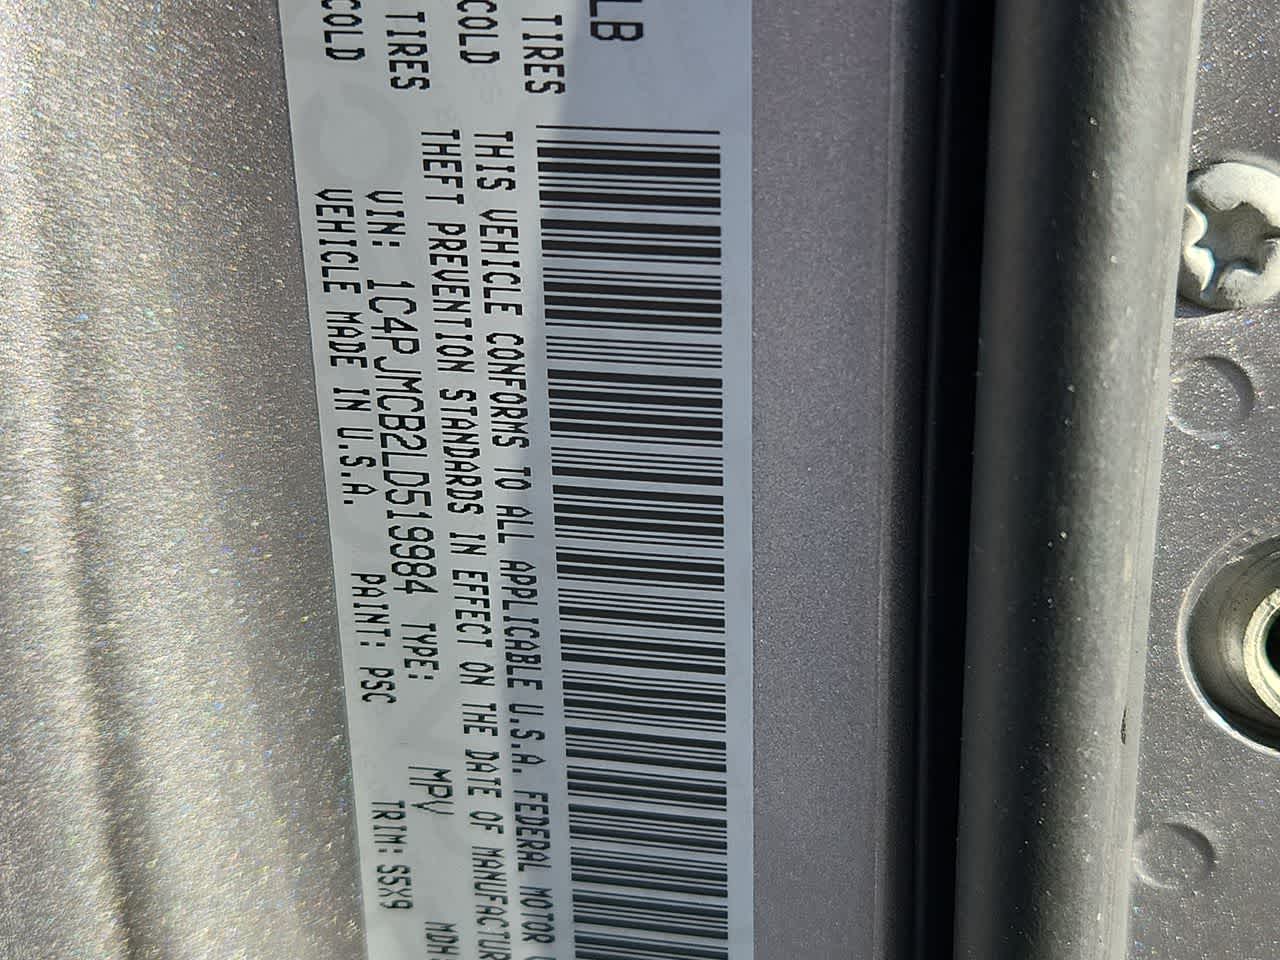 LB
TIRES
COLD
TIRES
COLD
THIS VEHICLE CONFORMS TO ALL APPLICABLE U.S.A. FEDERAL MOTOR
THEFT PREVENTION STANDARDS IN EFFECT ON THE DATE OF MANUFACTUR
VIN: 1C4PJMCB2LD519984 TYPE: MPV MDH
VEHICLE MADE IN U.S.A. PAINT: PSC TRIM: S5X9